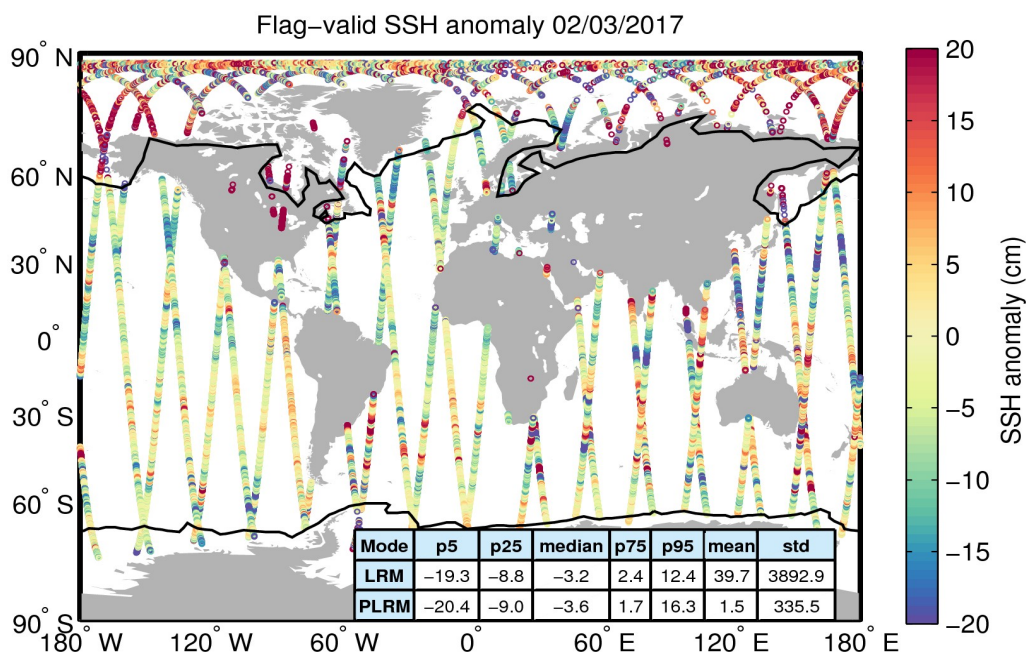 Flag−valid SSH anomaly 02/03/2017
90° N
60° N
30° N
0°
30° S
60° S
90° S
180° W
120° W
60° W
0°
60° E
120° E
180° E
Mode p5 p25 median p75 p95 mean std
LRM −19.3 −8.8 −3.2 2.4 12.4 39.7 3892.9
PLRM −20.4 −9.0 −3.6 1.7 16.3 1.5 335.5
20
15
10
5
0
−5
−10
−15
−20
SSH anomaly (cm)